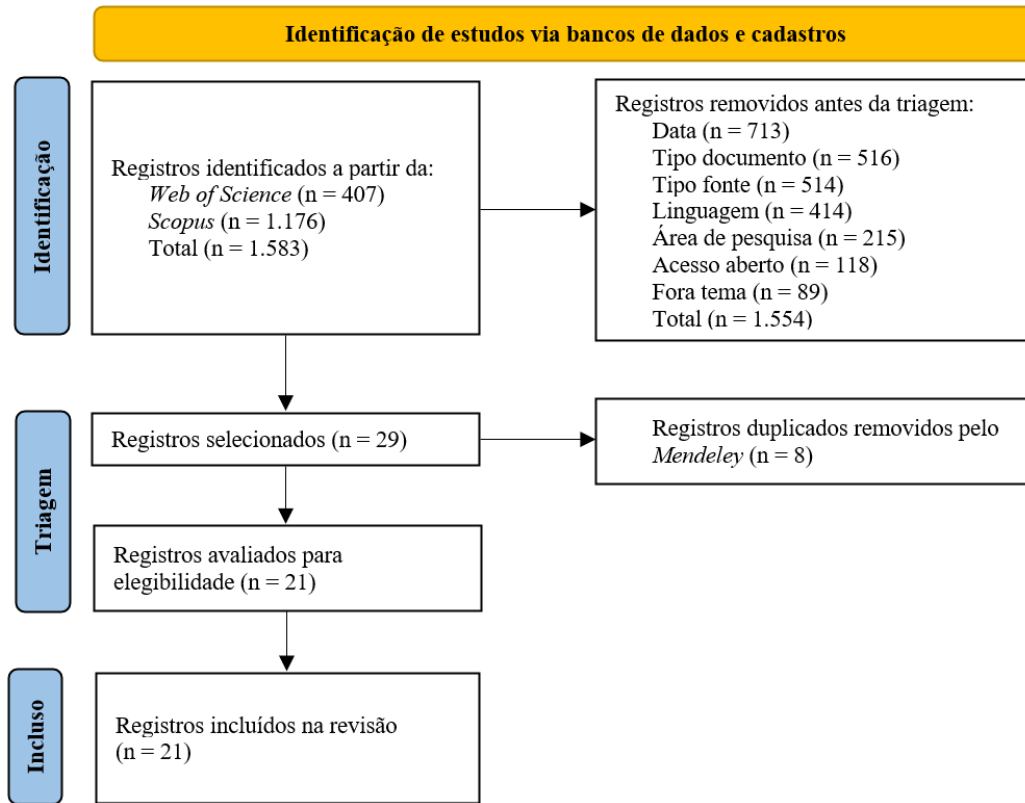 Identificação de estudos via bancos de dados e cadastros
Identificação
Registros identificados a partir da:
Web of Science (n = 407)
Scopus (n = 1.176)
Total (n = 1.583)
Registros removidos antes da triagem:
Data (n = 713)
Tipo documento (n = 516)
Tipo fonte (n = 514)
Linguagem (n = 414)
Área de pesquisa (n = 215)
Acesso aberto (n = 118)
Fora tema (n = 89)
Total (n = 1.554)
Triagem
Registros selecionados (n = 29)
Registros duplicados removidos pelo
Mendeley (n = 8)
Registros avaliados para
elegibilidade (n = 21)
Incluso
Registros incluídos na revisão
(n = 21)